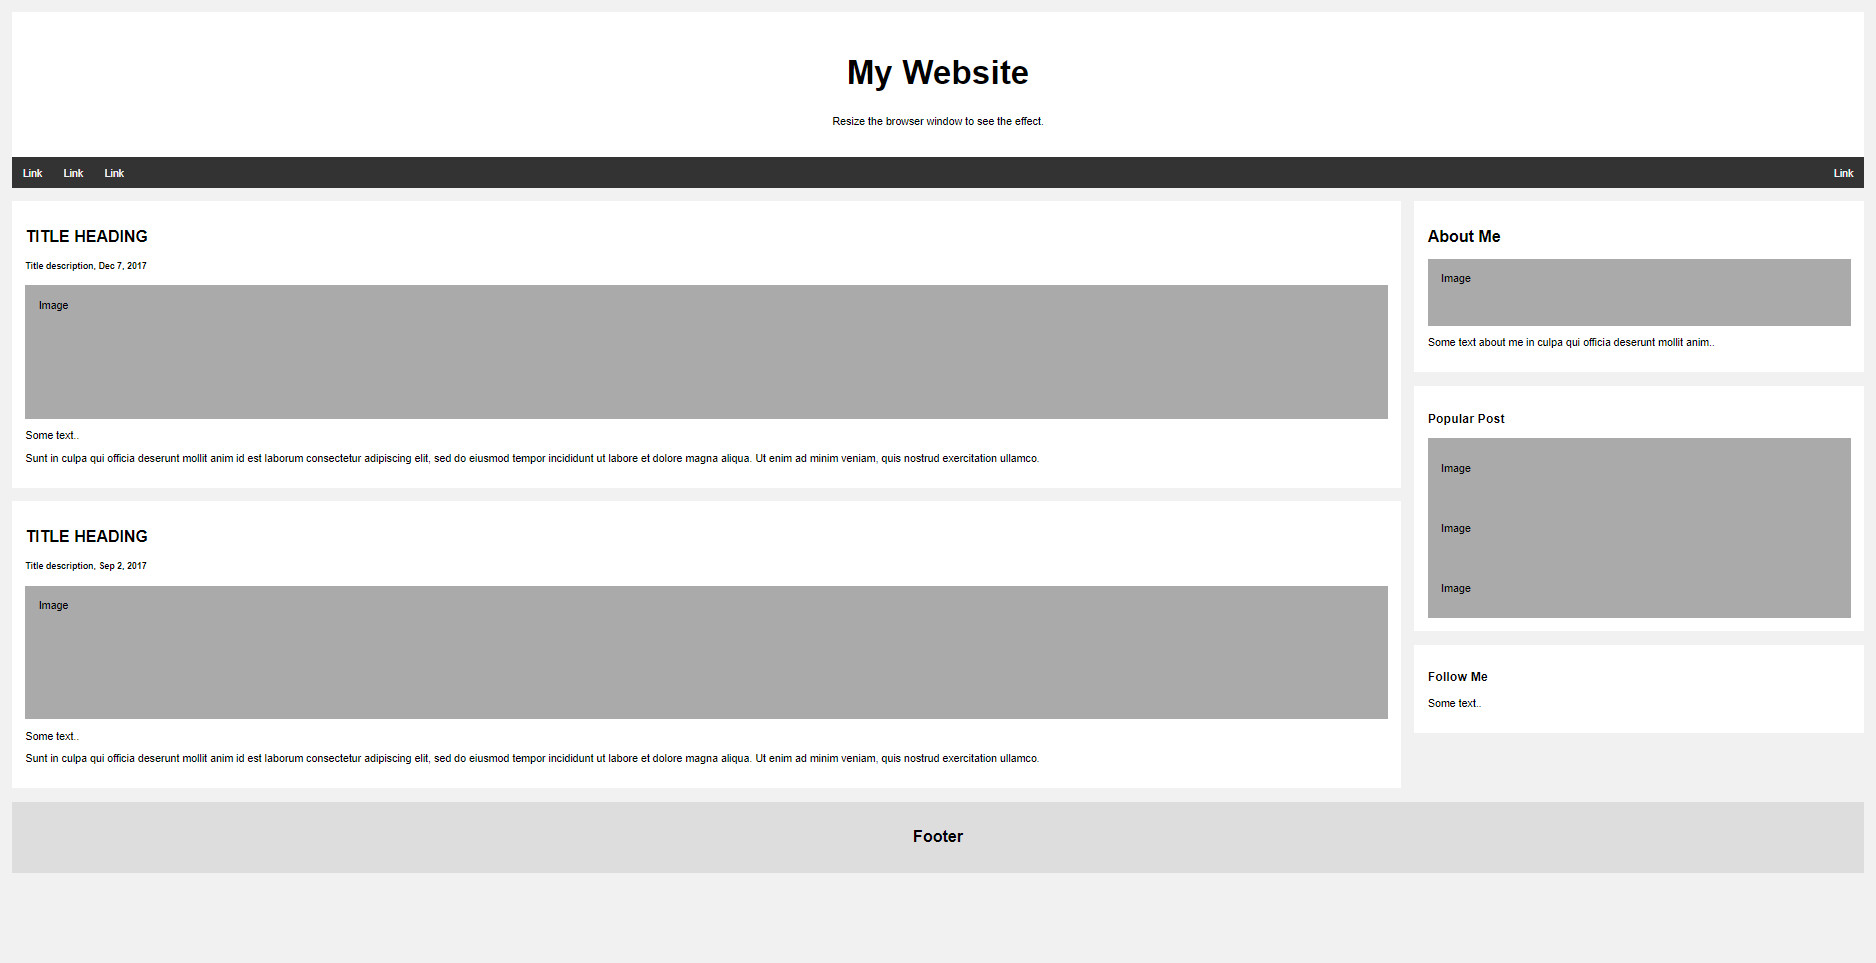 My Website
Resize the browser window to see the effect.
Link Link Link Link
TITLE HEADING
Title description, Dec 7, 2017
Image
Some text..
Sunt in culpa qui officia deserunt mollit anim id est laborum consectetur adipiscing elit, sed do eiusmod tempor incididunt ut labore et dolore magna aliqua. Ut enim ad minim veniam, quis nostrud exercitation ullamco.
TITLE HEADING
Title description, Sep 2, 2017
Image
Some text..
Sunt in culpa qui officia deserunt mollit anim id est laborum consectetur adipiscing elit, sed do eiusmod tempor incididunt ut labore et dolore magna aliqua. Ut enim ad minim veniam, quis nostrud exercitation ullamco.
About Me
Image
Some text about me in culpa qui officia deserunt mollit anim..
Popular Post
Image
Image
Image
Follow Me
Some text..
Footer